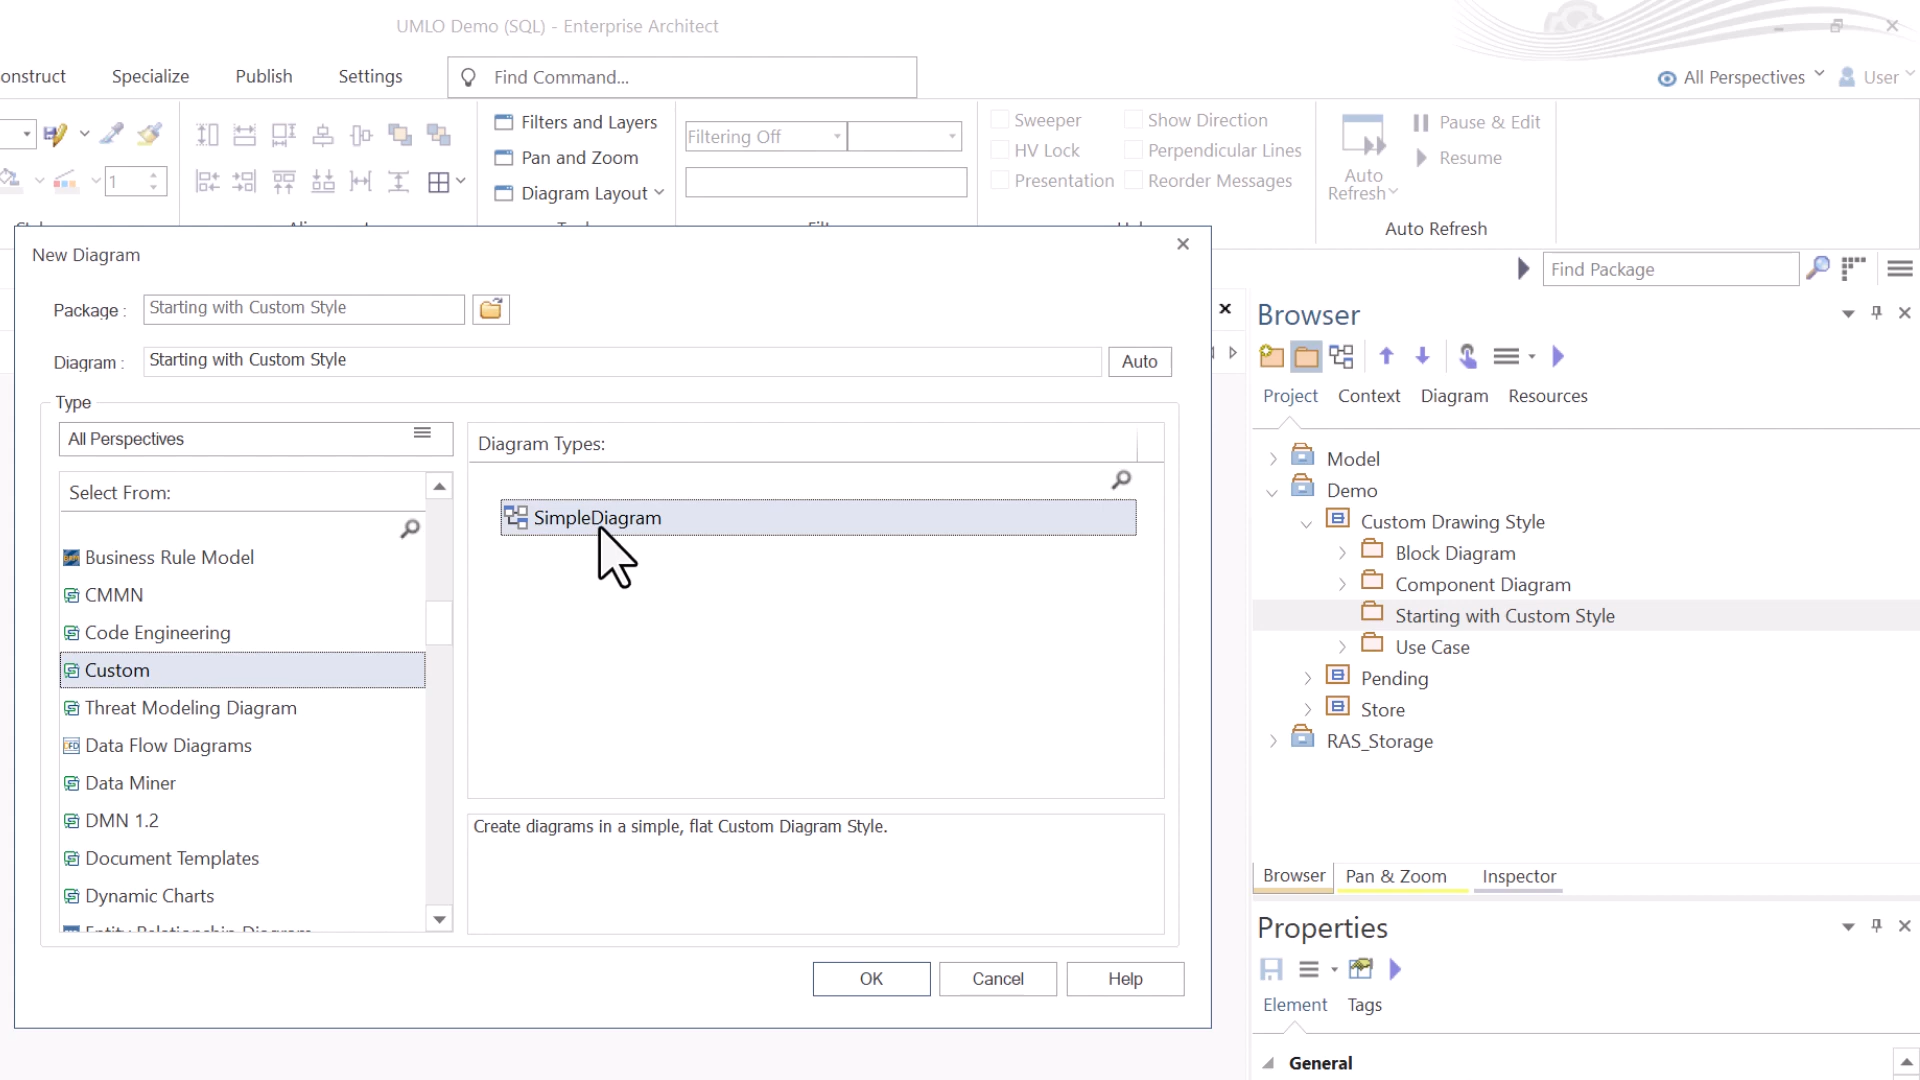 UMLO Demo (SQL) - Enterprise Architect
onstruct Specialize Publish Settings Find Command... All Perspectives User
Filters and Layers Filtering Off Sweeper Show Direction Pause & Edit
Pan and Zoom HV Lock Perpendicular Lines Resume
1 Diagram Layout Presentation Reorder Messages Auto Refresh
Auto Refresh
New Diagram
Package : Starting with Custom Style
Diagram : Starting with Custom Style Auto
Type
All Perspectives
Select From:
Business Rule Model
CMMN
Code Engineering
Custom
Threat Modeling Diagram
Data Flow Diagrams
Data Miner
DMN 1.2
Document Templates
Dynamic Charts
Diagram Types:
SimpleDiagram
Create diagrams in a simple, flat Custom Diagram Style.
OK Cancel Help
Find Package
Browser
Project Context Diagram Resources
Model
Demo
Custom Drawing Style
Block Diagram
Component Diagram
Starting with Custom Style
Use Case
Pending
Store
RAS_Storage
Browser Pan & Zoom Inspector
Properties
Element Tags
General